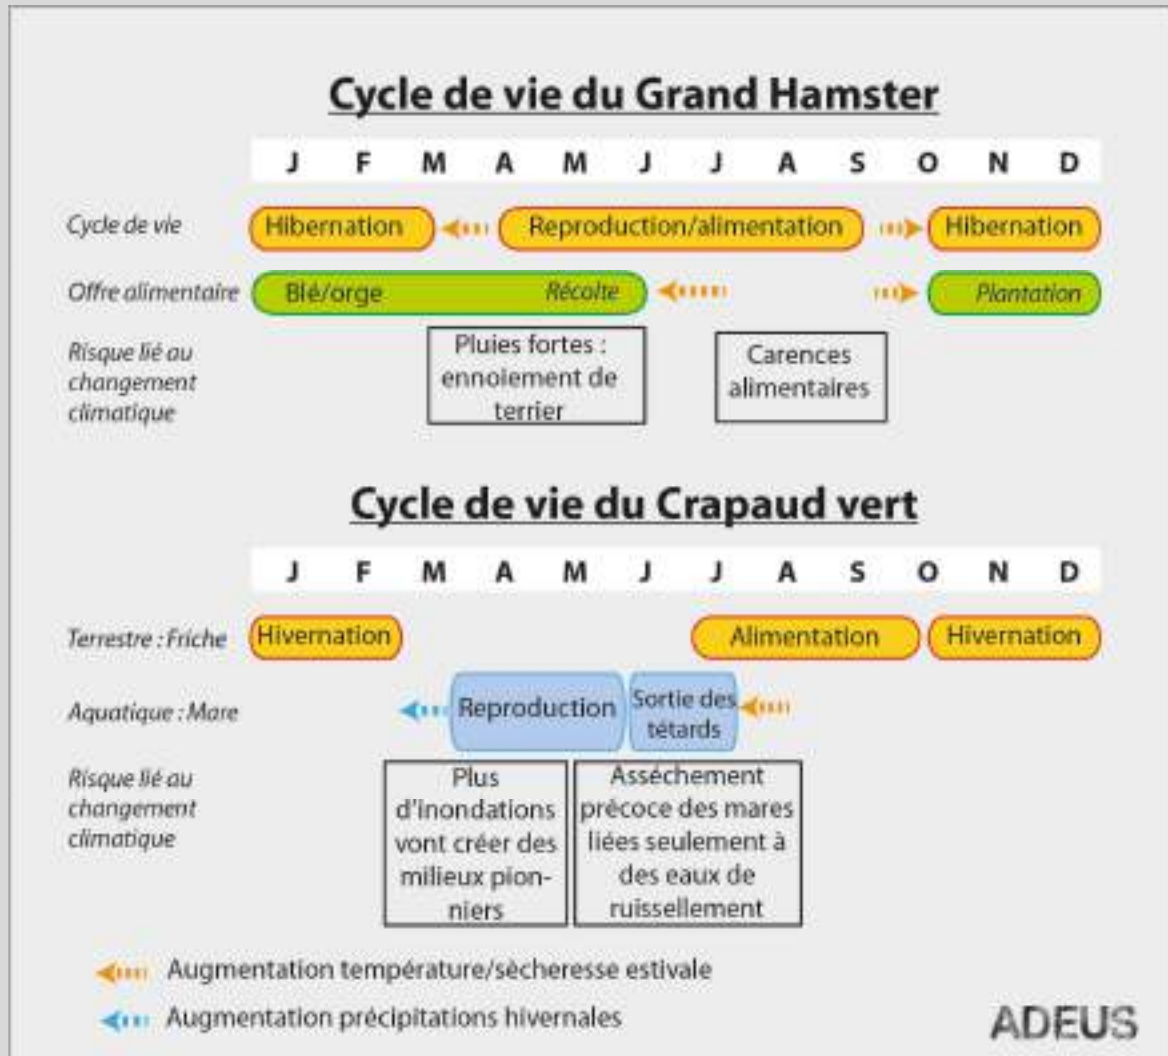 Cycle de vie du Grand Hamster
J F M A M J J A S O N D
Cycle de vie
Hibernation
Reproduction/alimentation
Hibernation
Offre alimentaire
Blé/orge
Récolte
Plantation
Risque lié au
changement
climatique
Pluies fortes :
ennoiement de
terrier
Carences
alimentaires
Cycle de vie du Crapaud vert
J F M A M J J A S O N D
Terrestre : Friche
Hivernation
Alimentation
Hivernation
Aquatique : Mare
Reproduction
Sortie des
tétards
Risque lié au
changement
climatique
Plus
d'inondations
vont créer des
milieux pion-
niers
Asséchement
précoce des mares
liées seulement à
des eaux de
ruissellement
Augmentation température/sècheresse estivale
Augmentation précipitations hivernales
ADEUS